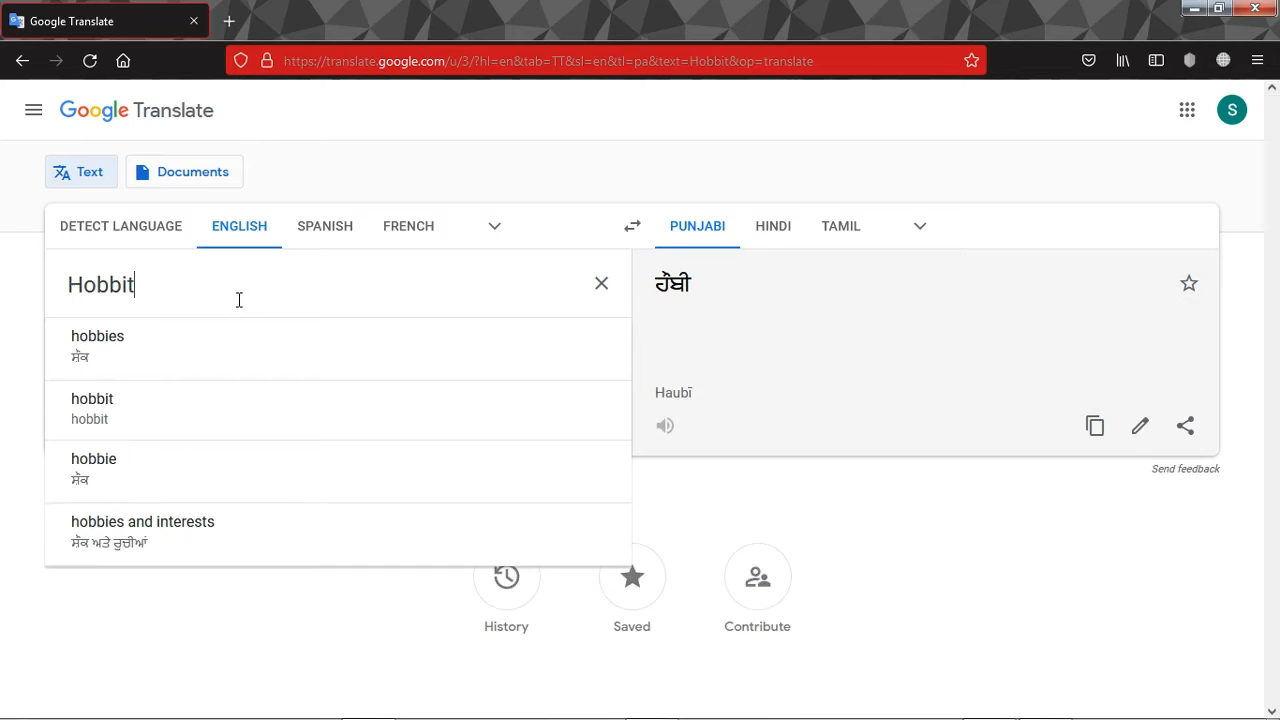 Google Translate
https://translate.google.com/u/3/?hl=en&tab=TT&sl=en&tl=pa&text=Hobbit&op=translate
Google Translate
S
Text
Documents
DETECT LANGUAGE ENGLISH SPANISH FRENCH
PUNJABI HINDI TAMIL
Hobbit
ਹੌਬੀ
hobbies
ਸ਼ੌਕ
Haubī
hobbit
hobbit
hobbie
ਸ਼ੌਕ
Send feedback
hobbies and interests
ਸ਼ੌਕ ਅਤੇ ਰੁਚੀਆਂ
History
Saved
Contribute